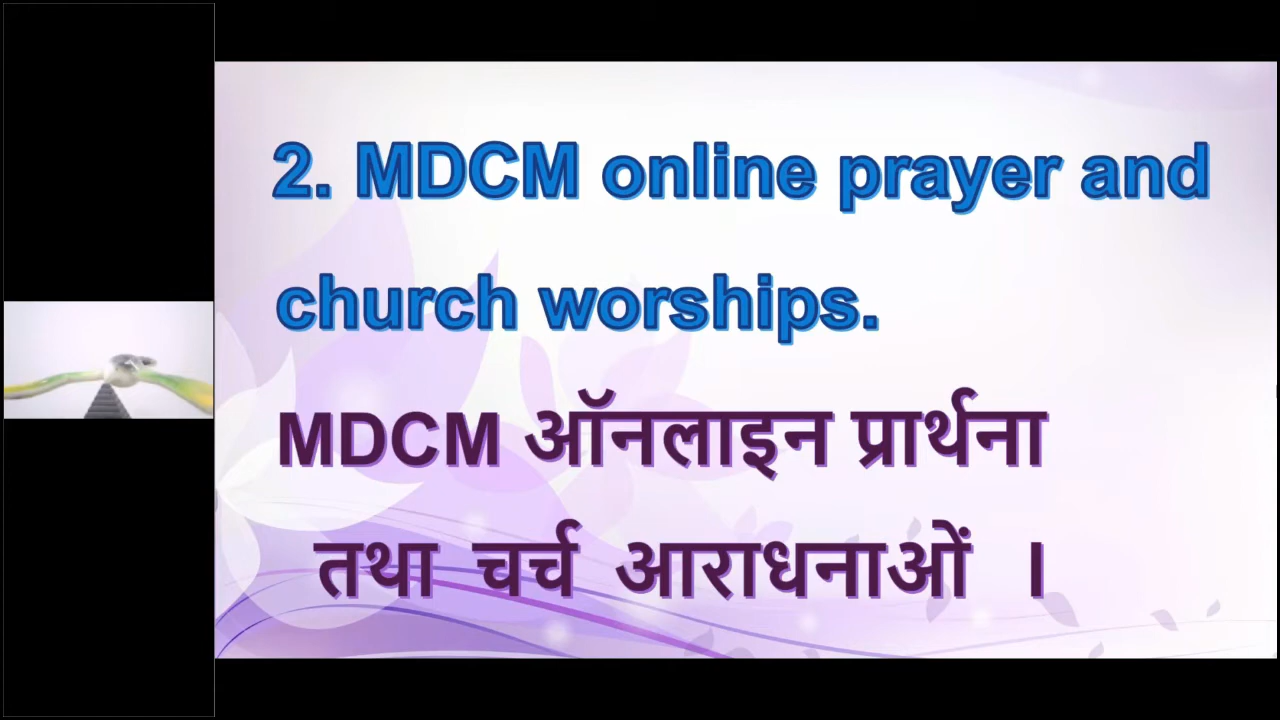 2. MDCM online prayer and
church worships.
MDCM ऑनलाइन प्रार्थना
तथा चर्च आराधनाओं ।